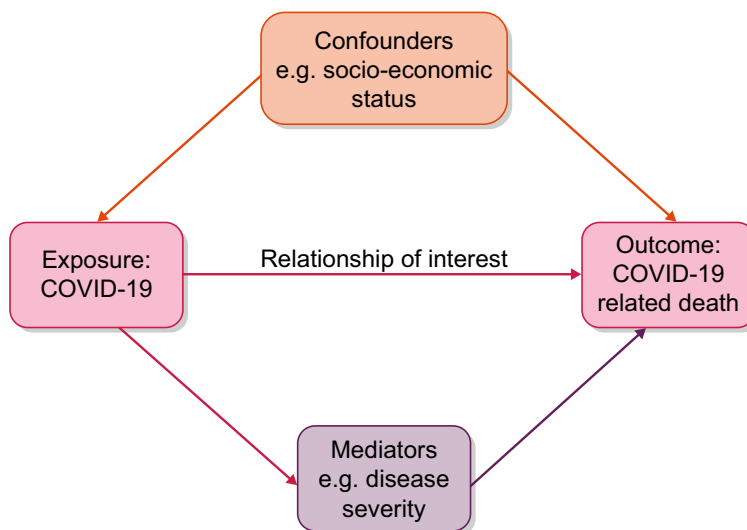 Confounders
e.g. socio-economic
status
Exposure:
COVID-19
Relationship of interest
Outcome:
COVID-19
related death
Mediators
e.g. disease
severity